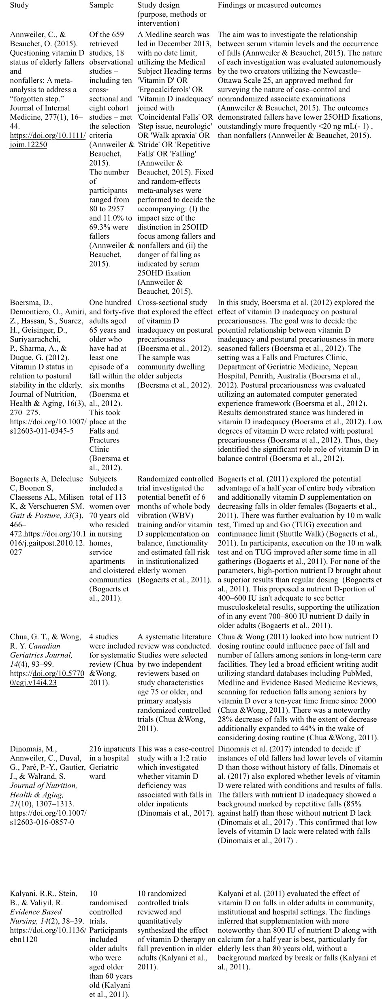 Study
Sample
Study design
(purpose, methods or
intervention)
Findings or measured outcomes
Annweiler, C., &
Beauchet, O. (2015).
Questioning vitamin D
status of elderly fallers
and
nonfallers: A meta-
analysis to address a
“forgotten step.”
Journal of Internal
Medicine, 277(1), 16–
44.
https://doi.org/10.1111/
joim.12250
Of the 659
retrieved
studies, 18
observational
studies –
including ten
cross-
sectional and
eight cohort
studies – met
the selection
criteria
(Annweiler &
Beauchet,
2015).
The number
of
participants
ranged from
80 to 2957
and 11.0% to
69.3% were
fallers
(Annweiler &
Beauchet,
2015).
A Medline search was
led in December 2013,
with no date limit,
utilizing the Medical
Subject Heading terms
'Vitamin D' OR
'Ergocalciferols' OR
'Vitamin D inadequacy'
joined with
'Coincidental Falls' OR
'Step issue, neurologic'
OR 'Walk apraxia' OR
'Stride' OR 'Repetitive
Falls' OR 'Falling'
(Annweiler &
Beauchet, 2015). Fixed
and random-effects
meta-analyses were
performed to decide the
accompanying: (I) the
impact size of the
distinction in 25OHD
focus among fallers and
nonfallers and (ii) the
danger of falling as
indicated by serum
25OHD fixation
(Annweiler &
Beauchet, 2015).
The aim was to investigate the relationship
between serum vitamin levels and the occurrence
of falls (Annweiler & Beauchet, 2015). The nature
of each investigation was evaluated autonomously
by the two creators utilizing the Newcastle–
Ottawa Scale 25, an approved method for
surveying the nature of case–control and
nonrandomized associate examinations
(Annweiler & Beauchet, 2015). The outcomes
demonstrated fallers have lower 25OHD fixations,
outstandingly more frequently <20 ng mL(- 1) ,
than nonfallers (Annweiler & Beauchet, 2015).
Boersma, D.,
Demontiero, O., Amiri,
Z., Hassan, S., Suarez,
H., Geisinger, D.,
Suriyaarachchi,
P., Sharma, A., &
Duque, G. (2012).
Vitamin D status in
relation to postural
stability in the elderly.
Journal of Nutrition,
Health & Aging, 16(3),
270–275.
https://doi.org/10.1007/
s12603-011-0345-5
One hundred
and forty-five
adults aged
65 years and
older who
have had at
least one
episode of a
fall within the
six months
(Boersma et
al., 2012).
This took
place at the
Falls and
Fractures
Clinic
(Boersma et
al., 2012).
Cross-sectional study
that explored the effect
of vitamin D
inadequacy on postural
precariousness
(Boersma et al., 2012).
The sample was
community dwelling
older subjects
(Boersma et al., 2012).
In this study, Boersma et al. (2012) explored the
effect of vitamin D inadequacy on postural
precariousness. The goal was to decide the
potential relationship between vitamin D
inadequacy and postural precariousness in more
seasoned fallers (Boersma et al., 2012). The
setting was a Falls and Fractures Clinic,
Department of Geriatric Medicine, Nepean
Hospital, Penrith, Australia (Boersma et al.,
2012). Postural precariousness was evaluated
utilizing an automated computer generated
experience framework (Boersma et al., 2012).
Results demonstrated stance was hindered in
vitamin D inadequacy (Boersma et al., 2012). Low
degrees of vitamin D were related with postural
precariousness (Boersma et al., 2012). Thus, they
identified the significant role role of vitamin D in
balance control (Boersma et al., 2012).
Bogaerts A, Delecluse
C, Boonen S,
Claessens AL, Milisen
K, & Verschueren SM.
Gait & Posture, 33(3),
466–
472.https://doi.org/10.1
016/j.gaitpost.2010.12.
027
Subjects
included a
total of 113
women over
70 years old
who resided
in nursing
homes,
service
apartments
and cloistered
communities
(Bogaerts et
al., 2011).
Randomized controlled
trial investigated the
potential benefit of 6
months of whole body
vibration (WBV)
training and/or vitamin
D supplementation on
balance, functionality
and estimated fall risk
in institutionalized
elderly women
(Bogaerts et al., 2011).
Bogaerts et al. (2011) explored the potential
advantage of a half year of entire body vibration
and additionally vitamin D supplementation on
decreasing falls in older females (Bogaerts et al.,
2011). There was further evaluation by 10 m walk
test, Timed up and Go (TUG) execution and
continuance limit (Shuttle Walk) (Bogaerts et al.,
2011). In participants, execution on the 10 m walk
test and on TUG improved after some time in all
gatherings (Bogaerts et al., 2011). For none of the
parameters, high-portion nutrient D brought about
a superior results than regular dosing  (Bogaerts et
al., 2011). This proposed a nutrient D-portion of
400–600 IU isn't adequate to see better
musculoskeletal results, supporting the utilization
of in any event 700–800 IU nutrient D daily in
older adults (Bogaerts et al., 2011).
Chua, G. T., & Wong,
R. Y. Canadian
Geriatrics Journal,
14(4), 93–99.
https://doi.org/10.5770
0/cgj.v14i4.23
4 studies
were included
for systematic
review (Chua
&Wong,
2011).
A systematic literature
review was conducted.
Studies were selected
by two independent
reviewers based on
study characteristics
age 75 or older, and
primary analysis
randomized controlled
trials (Chua &Wong,
2011).
Chua & Wong (2011) looked into how nutrient D
dosing routine could influence pace of fall and
number of fallers among seniors in long-term care
facilities. They led a broad efficient writing audit
utilizing standard databases including PubMed,
Medline and Evidence Based Medicine Reviews,
scanning for reduction falls among seniors by
vitamin D over a ten-year time frame since 2000
(Chua &Wong, 2011). There was a noteworthy
28% decrease of falls with the extent of decrease
additionally expanded to 44% in the wake of
considering dosing routine (Chua &Wong, 2011).
Dinomais, M.,
Annweiler, C., Duval,
G., Paré, P.-Y., Gautier,
J., & Walrand, S.
Journal of Nutrition,
Health & Aging,
21(10), 1307–1313.
https://doi.org/10.1007/
s12603-016-0857-0
216 inpatients
in a hospital
Geriatric
ward
This was a case-control
study with a 1:2 ratio
which investigated
whether vitamin D
deficiency was
associated with falls in
older inpatients
(Dinomais et al., 2017).
Dinomais et al. (2017) intended to decide if
instances of old fallers had lower levels of vitamin
D than those without history of falls. Dinomais et
al. (2017) also explored whether levels of vitamin
D were related with conditions and results of falls.
The fallers with nutrient D inadequacy showed a
background marked by repetitive falls (85%
against half) than those without nutrient D lack
(Dinomais et al., 2017) . This confirmed that low
levels of vitamin D lack were related with falls
(Dinomais et al., 2017) .
Kalyani, R.R., Stein,
B., & Valiyil, R.
Evidence Based
Nursing, 14(2), 38–39.
https://doi.org/10.1136/
ebn1120
10
randomised
controlled
trials.
Participants
included
older adults
who were
aged older
than 60 years
old (Kalyani
et al., 2011).
10 randomized
controlled trials
reviewed and
quantitatively
synthesized the effect
of vitamin D therapy on
fall prevention in older
adults (Kalyani et al.,
2011).
Kalyani et al. (2011) evaluated the effect of
vitamin D on falls in older adults in community,
institutional and hospital settings. The findings
inferred that supplementation with more
noteworthy than 800 IU of nutrient D along with
calcium for a half year is best, particularly for
elderly less than 80 years old, without a
background marked by break or falls (Kalyani et
al., 2011).